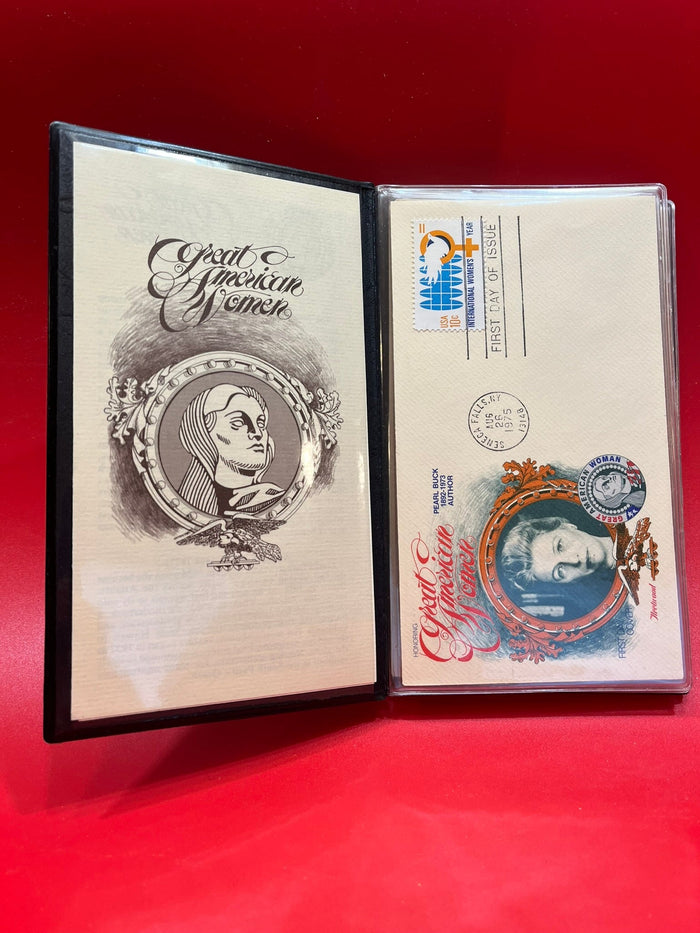 Great
American
Women
USA
10c
INTERNATIONAL WOMEN'S YEAR
FIRST DAY OF ISSUE
SENECA FALLS, NY
AUG
26
1975
13148
PEARL BUCK
1892-1973
AUTHOR
HONORING
Great
American
Women
GREAT AMERICAN WOMAN
Fleetwood